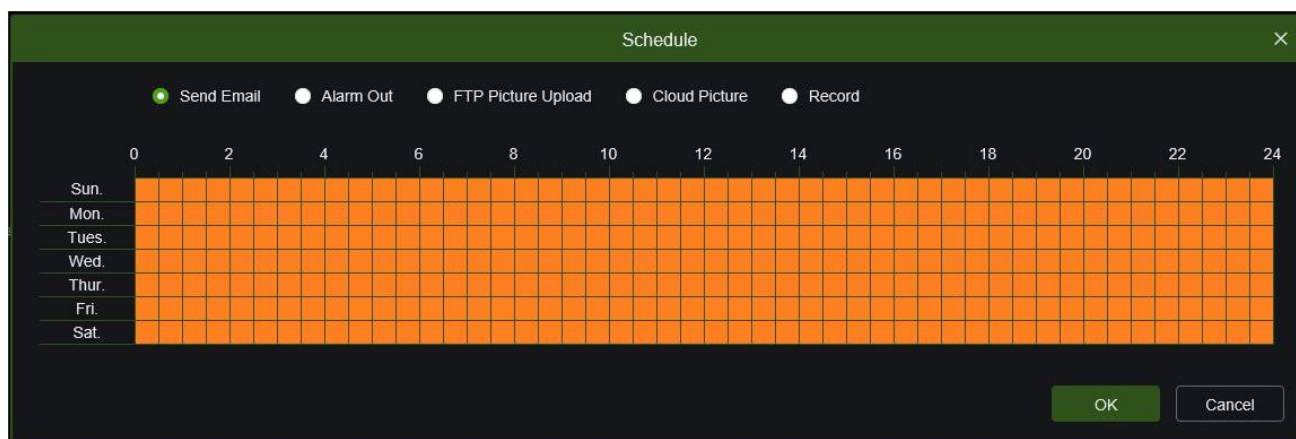 Schedule
Send Email Alarm Out FTP Picture Upload Cloud Picture Record
0 2 4 6 8 10 12 14 16 18 20 22 24
Sun.
Mon.
Tues.
Wed.
Thur.
Fri.
Sat.
OK Cancel